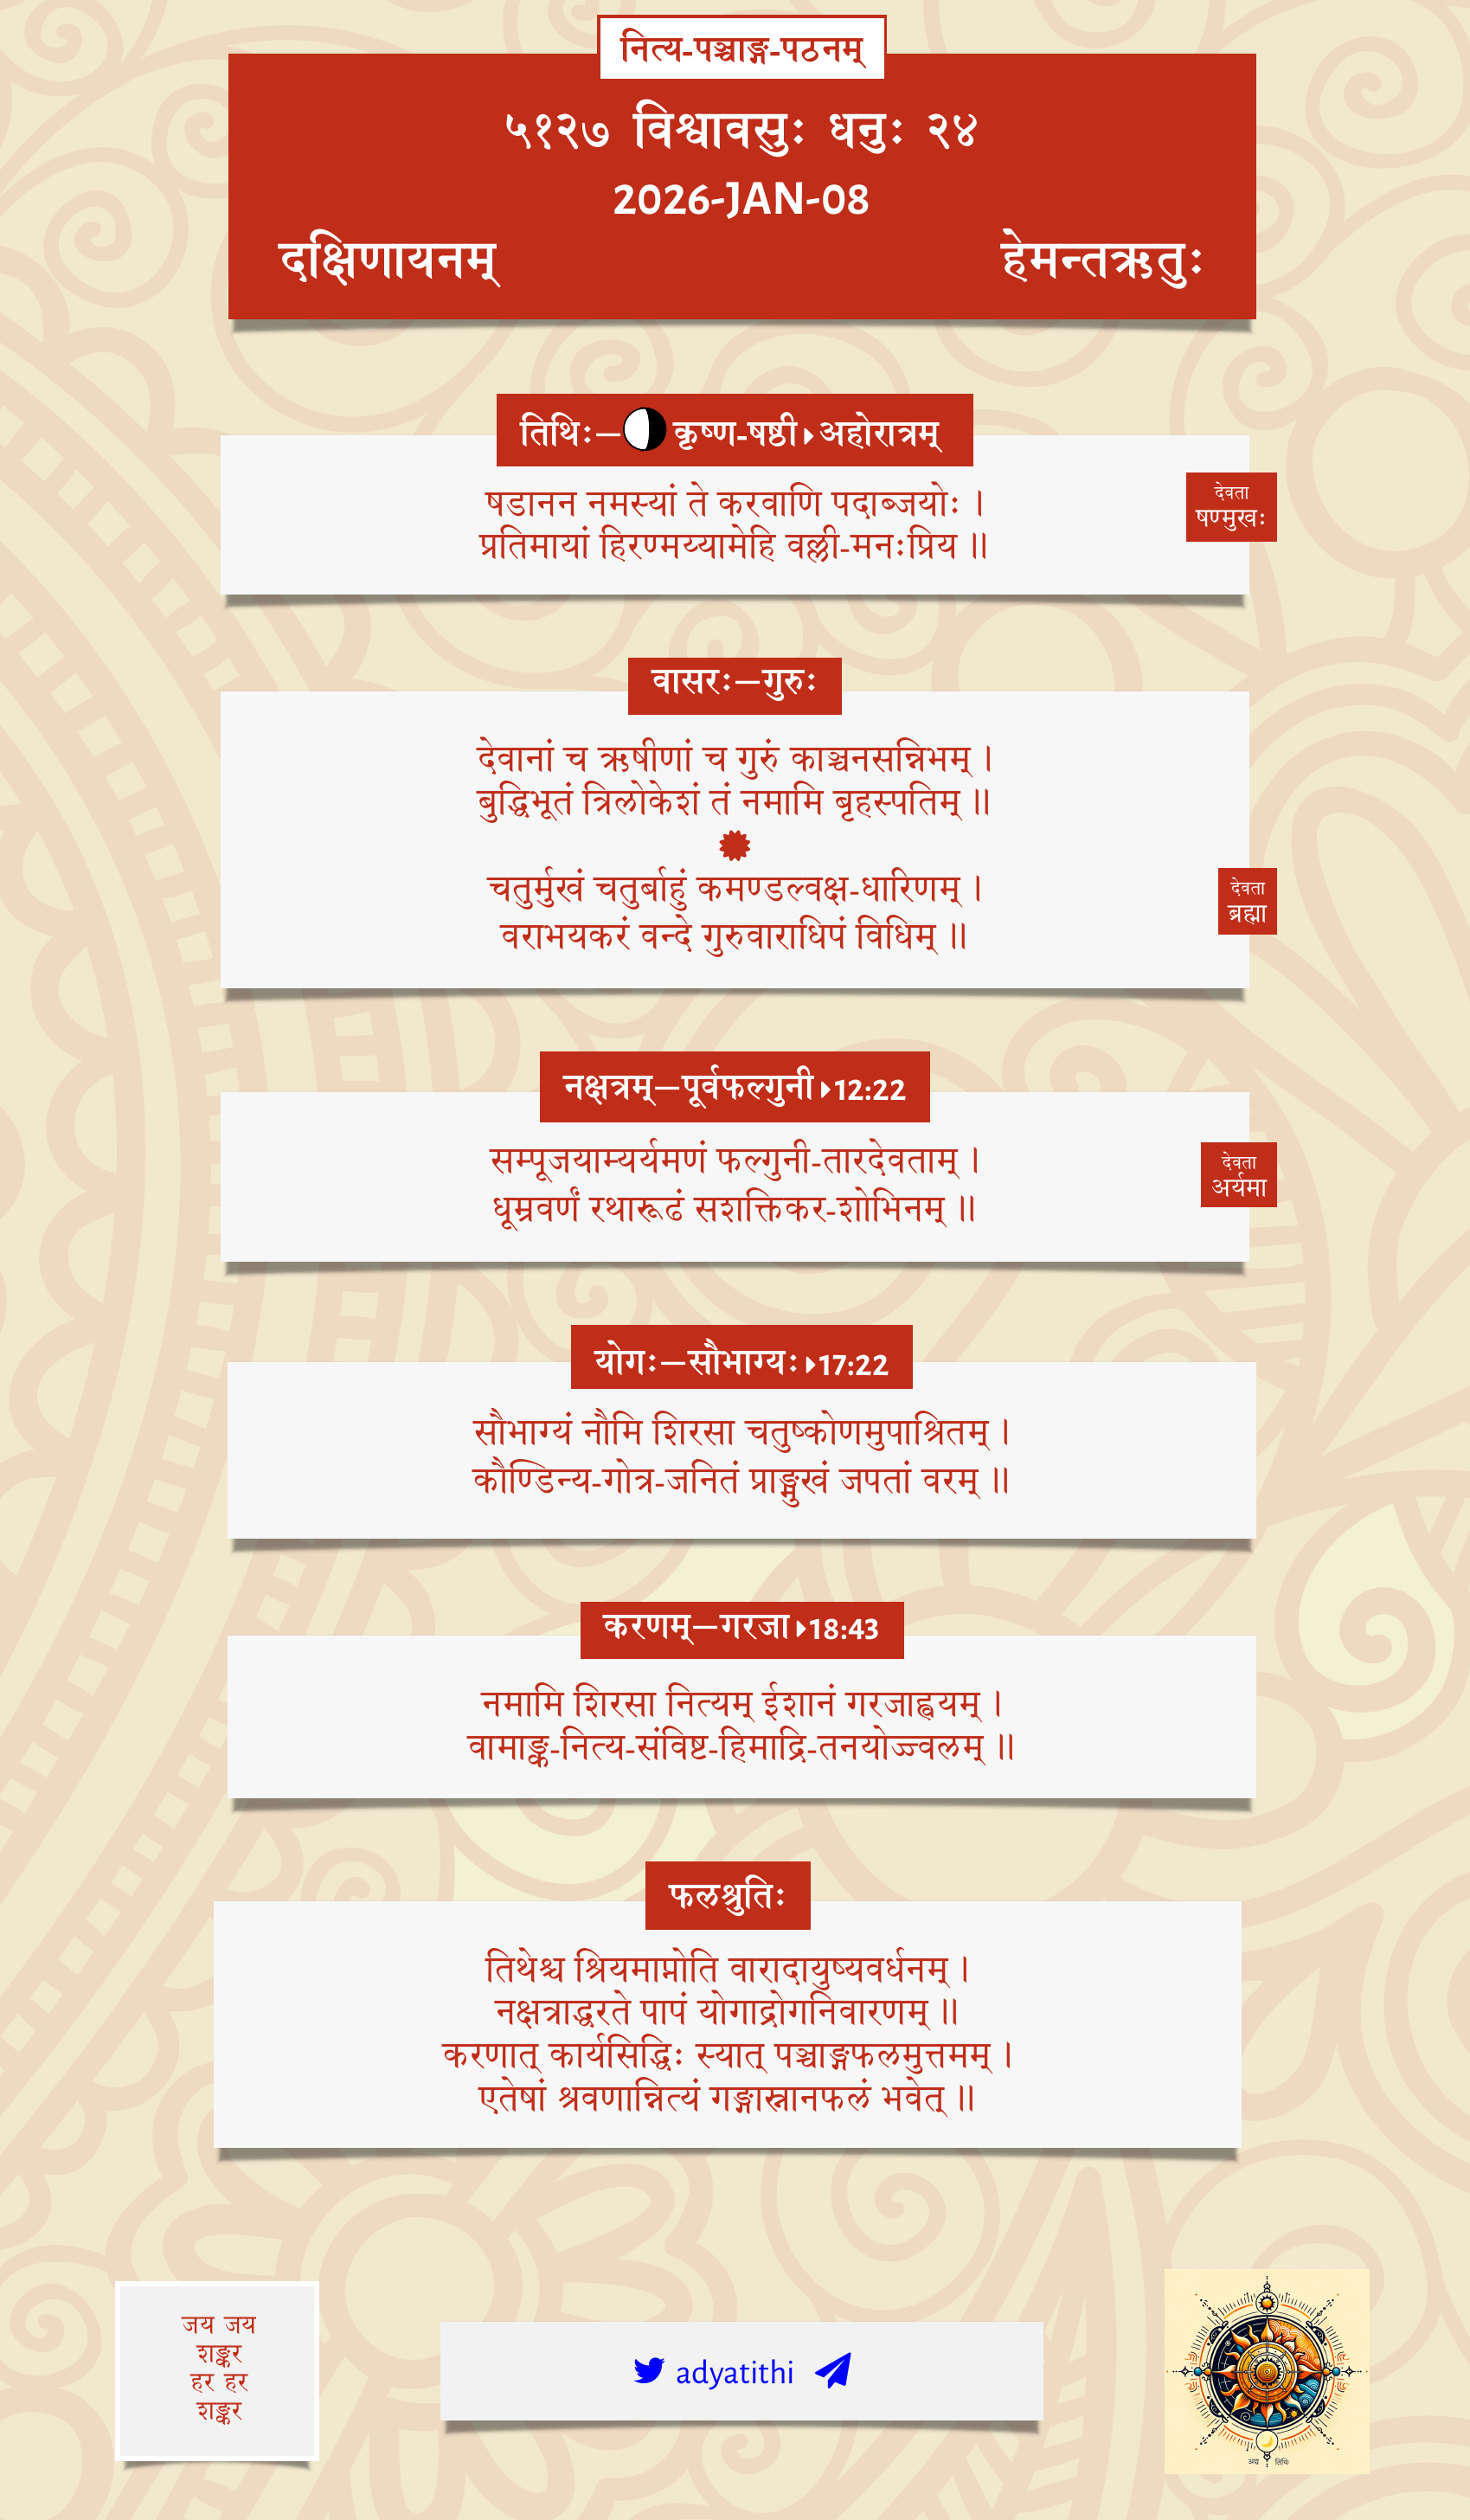 नित्य-पञ्चाङ्ग-पठनम्
५१२७ विश्वावसुः धनुः २४
2026-JAN-08
दक्षिणायनम् हेमन्तऋतुः
तिथिः— कृष्ण-षष्ठी अहोरात्रम्
देवता
षण्मुखः
षडानन नमस्यां ते करवाणि पदाब्जयोः ।
प्रतिमायां हिरण्मय्यामेहि वल्ली-मनःप्रिय ॥
वासरः—गुरुः
देवानां च ऋषीणां च गुरुं काञ्चनसन्निभम् ।
बुद्धिभूतं त्रिलोकेशं तं नमामि बृहस्पतिम् ॥
चतुर्मुखं चतुर्बाहुं कमण्डल्वक्ष-धारिणम् ।
वराभयकरं वन्दे गुरुवाराधिपं विधिम् ॥
देवता
ब्रह्मा
नक्षत्रम्—पूर्वफल्गुनी 12:22
सम्पूजयाम्यर्यमणं फल्गुनी-तारदेवताम् ।
धूम्रवर्णं रथारूढं सशक्तिकर-शोभिनम् ॥
देवता
अर्यमा
योगः—सौभाग्यः 17:22
सौभाग्यं नौमि शिरसा चतुष्कोणमुपाश्रितम् ।
कौण्डिन्य-गोत्र-जनितं प्राङ्मुखं जपतां वरम् ॥
करणम्—गरजा 18:43
नमामि शिरसा नित्यम् ईशानं गरजाह्वयम् ।
वामाङ्क-नित्य-संविष्ट-हिमाद्रि-तनयोज्ज्वलम् ॥
फलश्रुतिः
तिथेश्च श्रियमाप्नोति वारादायुष्यवर्धनम् ।
नक्षत्राद्धरते पापं योगाद्रोगनिवारणम् ॥
करणात् कार्यसिद्धिः स्यात् पञ्चाङ्गफलमुत्तमम् ।
एतेषां श्रवणान्नित्यं गङ्गास्नानफलं भवेत् ॥
जय जय
शङ्कर
हर हर
शङ्कर
adyatithi
अद्य तिथिः